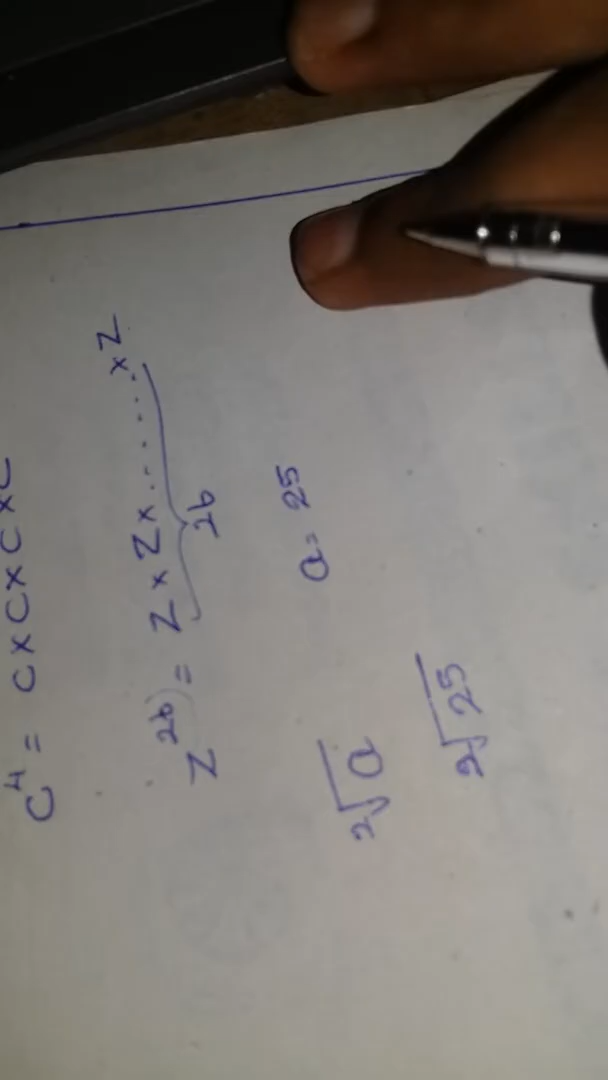 C⁴ = C×C×C×C
Z²⁶ = Z×Z×.......×Z
26
²√a a= 25
²√25